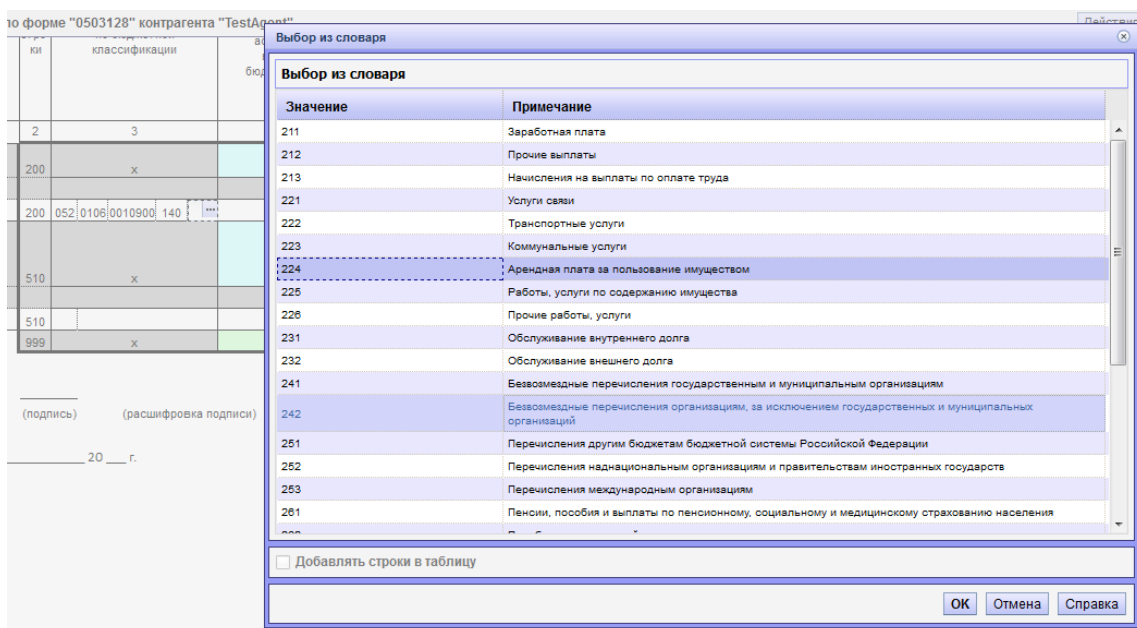 по форме "0503128" контрагента "TestAgent"
Действия
ки
классификации
Выбор из словаря
Выбор из словаря
Значение Примечание
2 3
211 Заработная плата
212 Прочие выплаты
200 x
213 Начисления на выплаты по оплате труда
221 Услуги связи
200 052 0106 0010900 140 ...
222 Транспортные услуги
223 Коммунальные услуги
510 x
224 Арендная плата за пользование имуществом
225 Работы, услуги по содержанию имущества
510
226 Прочие работы, услуги
999 x
231 Обслуживание внутреннего долга
232 Обслуживание внешнего долга
241 Безвозмездные перечисления государственным и муниципальным организациям
(подпись) (расшифровка подписи)
242 Безвозмездные перечисления организациям, за исключением государственных и муниципальных
организаций
251 Перечисления другим бюджетам бюджетной системы Российской Федерации
20 г.
252 Перечисления наднациональным организациям и правительствам иностранных государств
253 Перечисления международным организациям
261 Пенсии, пособия и выплаты по пенсионному, социальному и медицинскому страхованию населения
Добавлять строки в таблицу
OK Отмена Справка